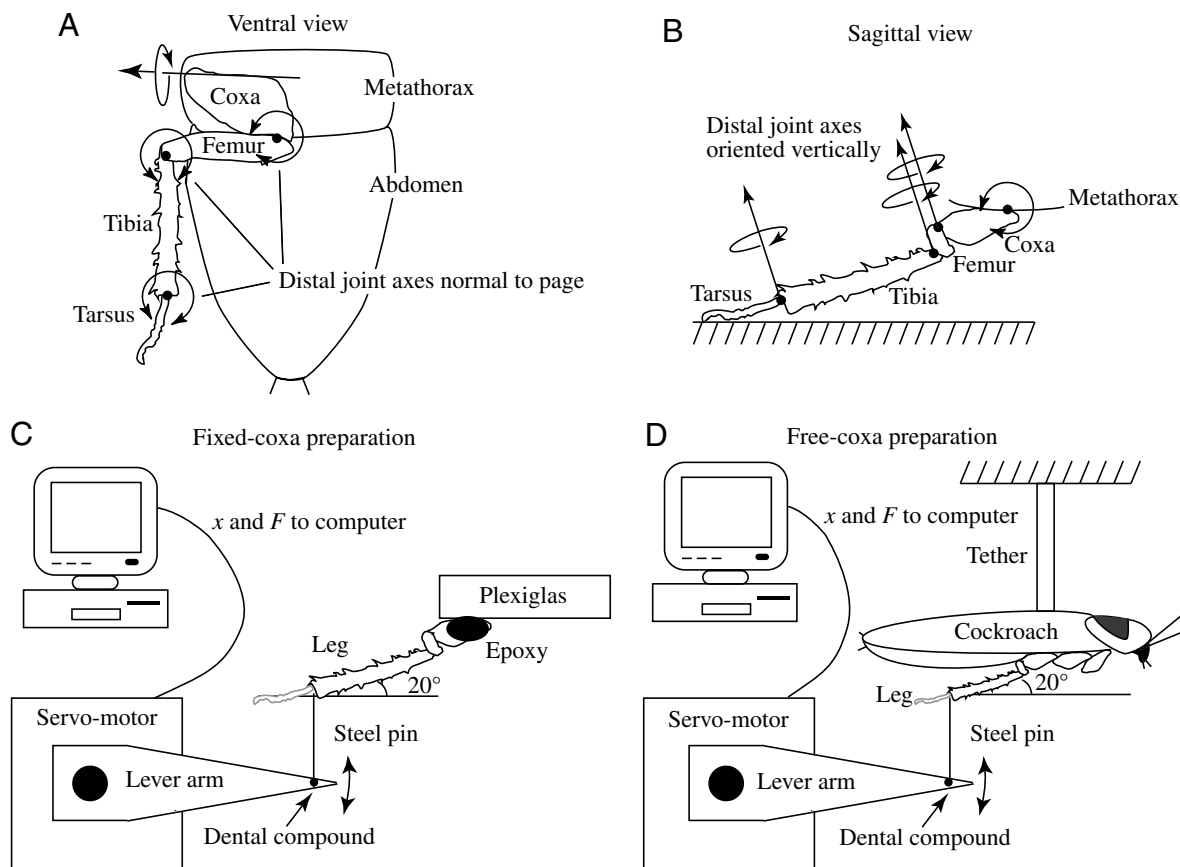 A
Ventral view
Coxa
Metathorax
Femur
Abdomen
Tibia
Distal joint axes normal to page
Tarsus
B
Sagittal view
Distal joint axes
oriented vertically
Metathorax
Coxa
Femur
Tibia
Tarsus
C
Fixed-coxa preparation
x and F to computer
Plexiglas
Leg
Epoxy
20°
Servo-motor
Steel pin
Lever arm
Dental compound
D
Free-coxa preparation
x and F to computer
Tether
Cockroach
Leg
20°
Servo-motor
Steel pin
Lever arm
Dental compound